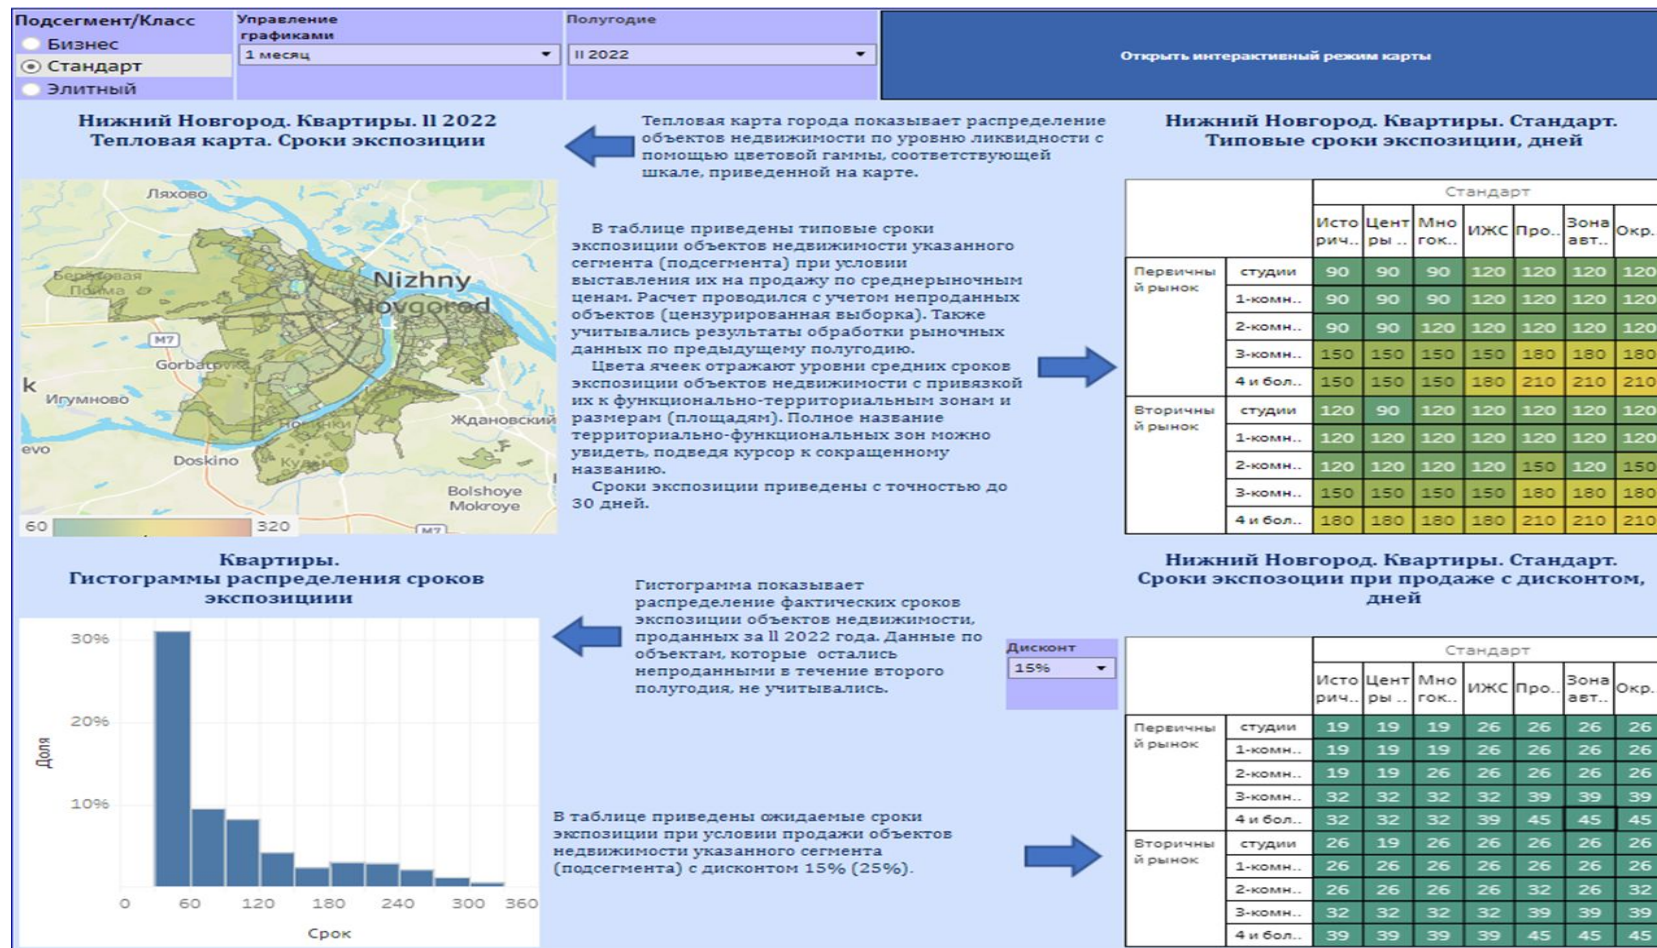 Подсегмент/Класс
Бизнес
Стандарт
Элитный
Управление
графиками
1 месяц
Полугодие
II 2022
Открыть интерактивный режим карты
Нижний Новгород. Квартиры. II 2022
Тепловая карта. Сроки экспозиции
Ляхово
Берёзовая
Пойма
Nizhny
Novgorod
M7
k
Игумново
Ждановский
evo
Doskino
Bolshoye
Mokroye
M7
60 320
Тепловая карта города показывает распределение
объектов недвижимости по уровню ликвидности с
помощью цветовой гаммы, соответствующей
шкале, приведенной на карте.
В таблице приведены типовые сроки
экспозиции объектов недвижимости указанного
сегмента (подсегмента) при условии
выставления их на продажу по среднерыночным
ценам. Расчет проводился с учетом непроданных
объектов (цензурированная выборка). Также
учитывались результаты обработки рыночных
данных по предыдущему полугодию.
Цвета ячеек отражают уровни средних сроков
экспозиции объектов недвижимости с привязкой
их к функционально-территориальным зонам и
размерам (площадям). Полное название
территориально-функциональных зон можно
увидеть, подведя курсор к сокращенному
названию.
Сроки экспозиции приведены с точностью до
30 дней.
Нижний Новгород. Квартиры. Стандарт.
Типовые сроки экспозиции, дней
Стандарт
Исто Цент Мно ИЖС Про.. Зона Окр..
рич.. ры .. гок.. авт..
Первичны студии 90 90 90 120 120 120 120
й рынок 1-комн.. 90 90 90 120 120 120 120
2-комн.. 90 90 120 120 120 120 120
3-комн.. 150 150 150 150 180 180 180
4 и бол.. 150 150 150 180 210 210 210
Вторичны студии 120 90 120 120 120 120 120
й рынок 1-комн.. 120 120 120 120 120 120 120
2-комн.. 120 120 120 120 150 120 150
3-комн.. 150 150 150 150 180 180 180
4 и бол.. 180 180 180 180 210 210 210
Квартиры.
Гистограммы распределения сроков
экспозициии
Доля
30%
20%
10%
0 60 120 180 240 300 360
Срок
Гистограмма показывает
распределение фактических сроков
экспозиции объектов недвижимости,
проданных за II 2022 года. Данные по
объектам, которые остались
непроданными в течение второго
полугодия, не учитывались.
В таблице приведены ожидаемые сроки
экспозиции при условии продажи объектов
недвижимости указанного сегмента
(подсегмента) с дисконтом 15% (25%).
Дисконт
15%
Нижний Новгород. Квартиры. Стандарт.
Сроки экспозоции при продаже с дисконтом,
дней
Стандарт
Исто Цент Мно ИЖС Про.. Зона Окр..
рич.. ры .. гок.. авт..
Первичны студии 19 19 19 26 26 26 26
й рынок 1-комн.. 19 19 19 26 26 26 26
2-комн.. 19 19 26 26 26 26 26
3-комн.. 32 32 32 32 39 39 39
4 и бол.. 32 32 32 39 45 45 45
Вторичны студии 26 19 26 26 26 26 26
й рынок 1-комн.. 26 26 26 26 26 26 26
2-комн.. 26 26 26 26 32 26 32
3-комн.. 32 32 32 32 39 39 39
4 и бол.. 39 39 39 39 45 45 45